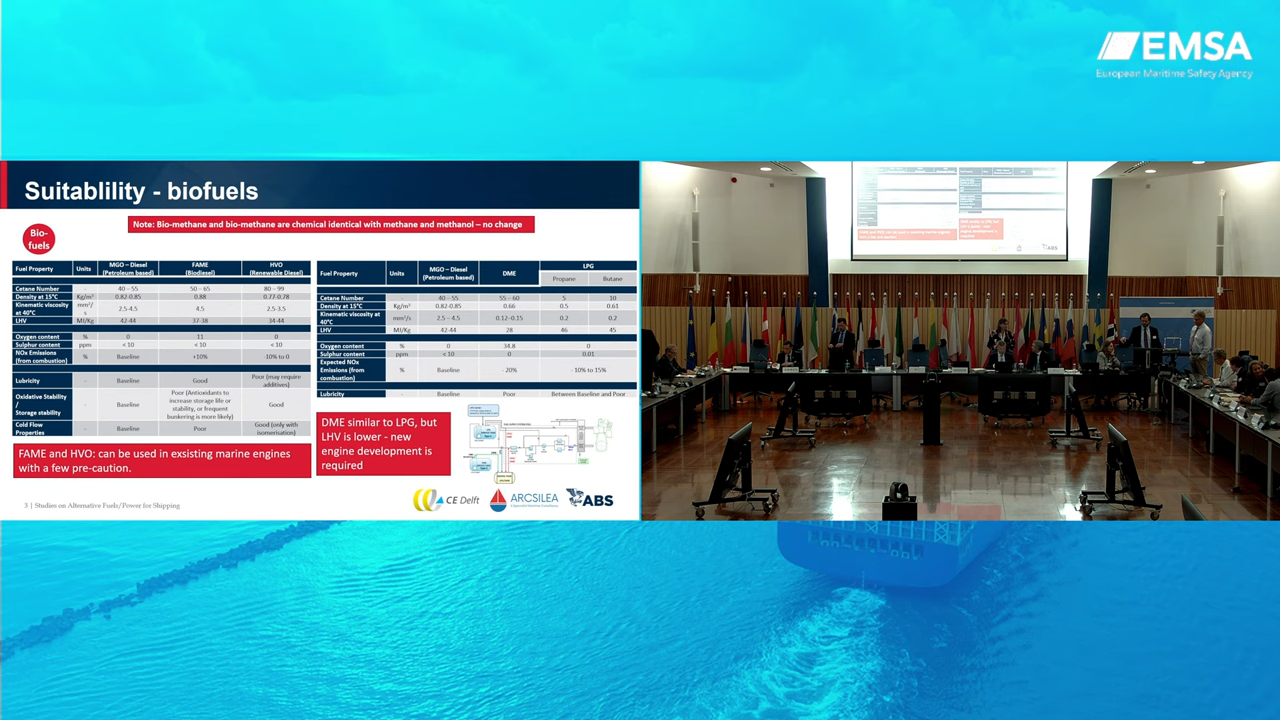 EMSA
European Maritime Safety Agency
Suitablility - biofuels
Note: Bio-methane and bio-methane are chemical identical with methane and methanol – no change
Bio-
fuels
Fuel Property Units MGO – Diesel (Petroleum based) FAME (Biodiesel) HVO (Renewable Diesel)
Cetane Number - 40 – 55 50 – 65 80 – 99
Density at 15°C Kg/m³ 0.82-0.85 0.88 0.77-0.78
Kinematic viscosity at 40°C mm²/s 2.5-4.5 4.5 2.5-3.5
LHV MJ/Kg 42-44 37-38 34-44
Oxygen content % 0 11 0
Sulphur content ppm < 10 < 10 < 10
NOx Emissions (from combustion) % Baseline +10% -10% to 0
Lubricity - Baseline Good Poor (may require additives)
Oxidative Stability / Storage stability - Baseline Poor (Antioxidants to increase storage life or stability, or frequent bunkering is more likely) Good
Cold Flow Properties - Baseline Poor Good (only with isomerisation)
Fuel Property Units MGO – Diesel (Petroleum based) DME LPG
Propane Butane
Cetane Number 40 – 55 55 – 60 5 10
Density at 15°C Kg/m³ 0.82-0.85 0.66 0.5 0.61
Kinematic viscosity at 40°C mm²/s 2.5 – 4.5 0.12–0.15 0.2 0.2
LHV MJ/Kg 42-44 28 46 45
Oxygen content % 0 34.8 0
Sulphur content ppm < 10 0 0.01
Expected NOx Emissions (from combustion) % Baseline - 20% - 10% to 15%
Lubricity - Baseline Poor Between Baseline and Poor
FAME and HVO: can be used in exsisting marine engines
with a few pre-caution.
DME similar to LPG, but
LHV is lower - new
engine development is
required
3 | Studies on Alternative Fuels/Power for Shipping
CE Delft
ARCSILEA
ABS